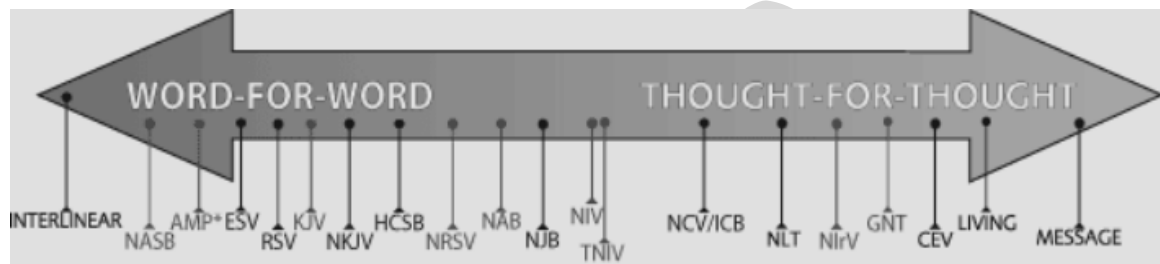 WORD-FOR-WORD THOUGHT-FOR-THOUGHT
INTERLINEAR AMP* ESV KJV HCSB NAB NIV NCV/ICB GNT LIVING
NASB RSV NKJV NRSV NJB TNIV NLT NIrV CEV MESSAGE